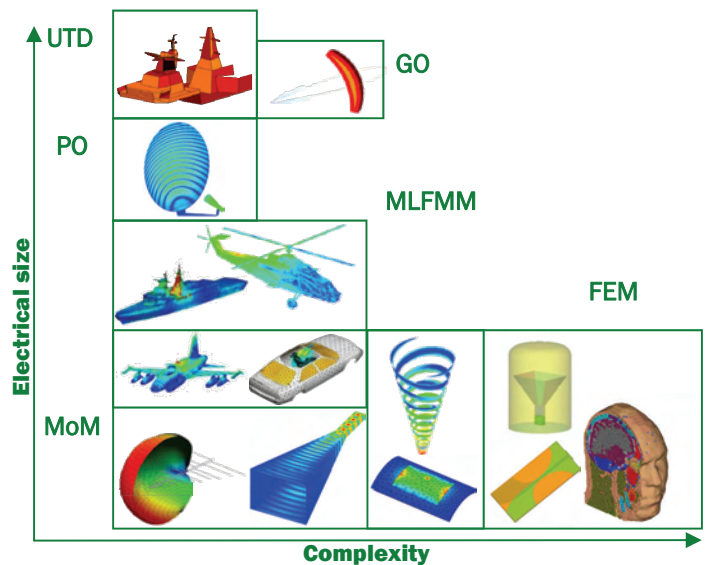 UTD
GO
PO
MLFMM
FEM
Electrical size
MoM
Complexity